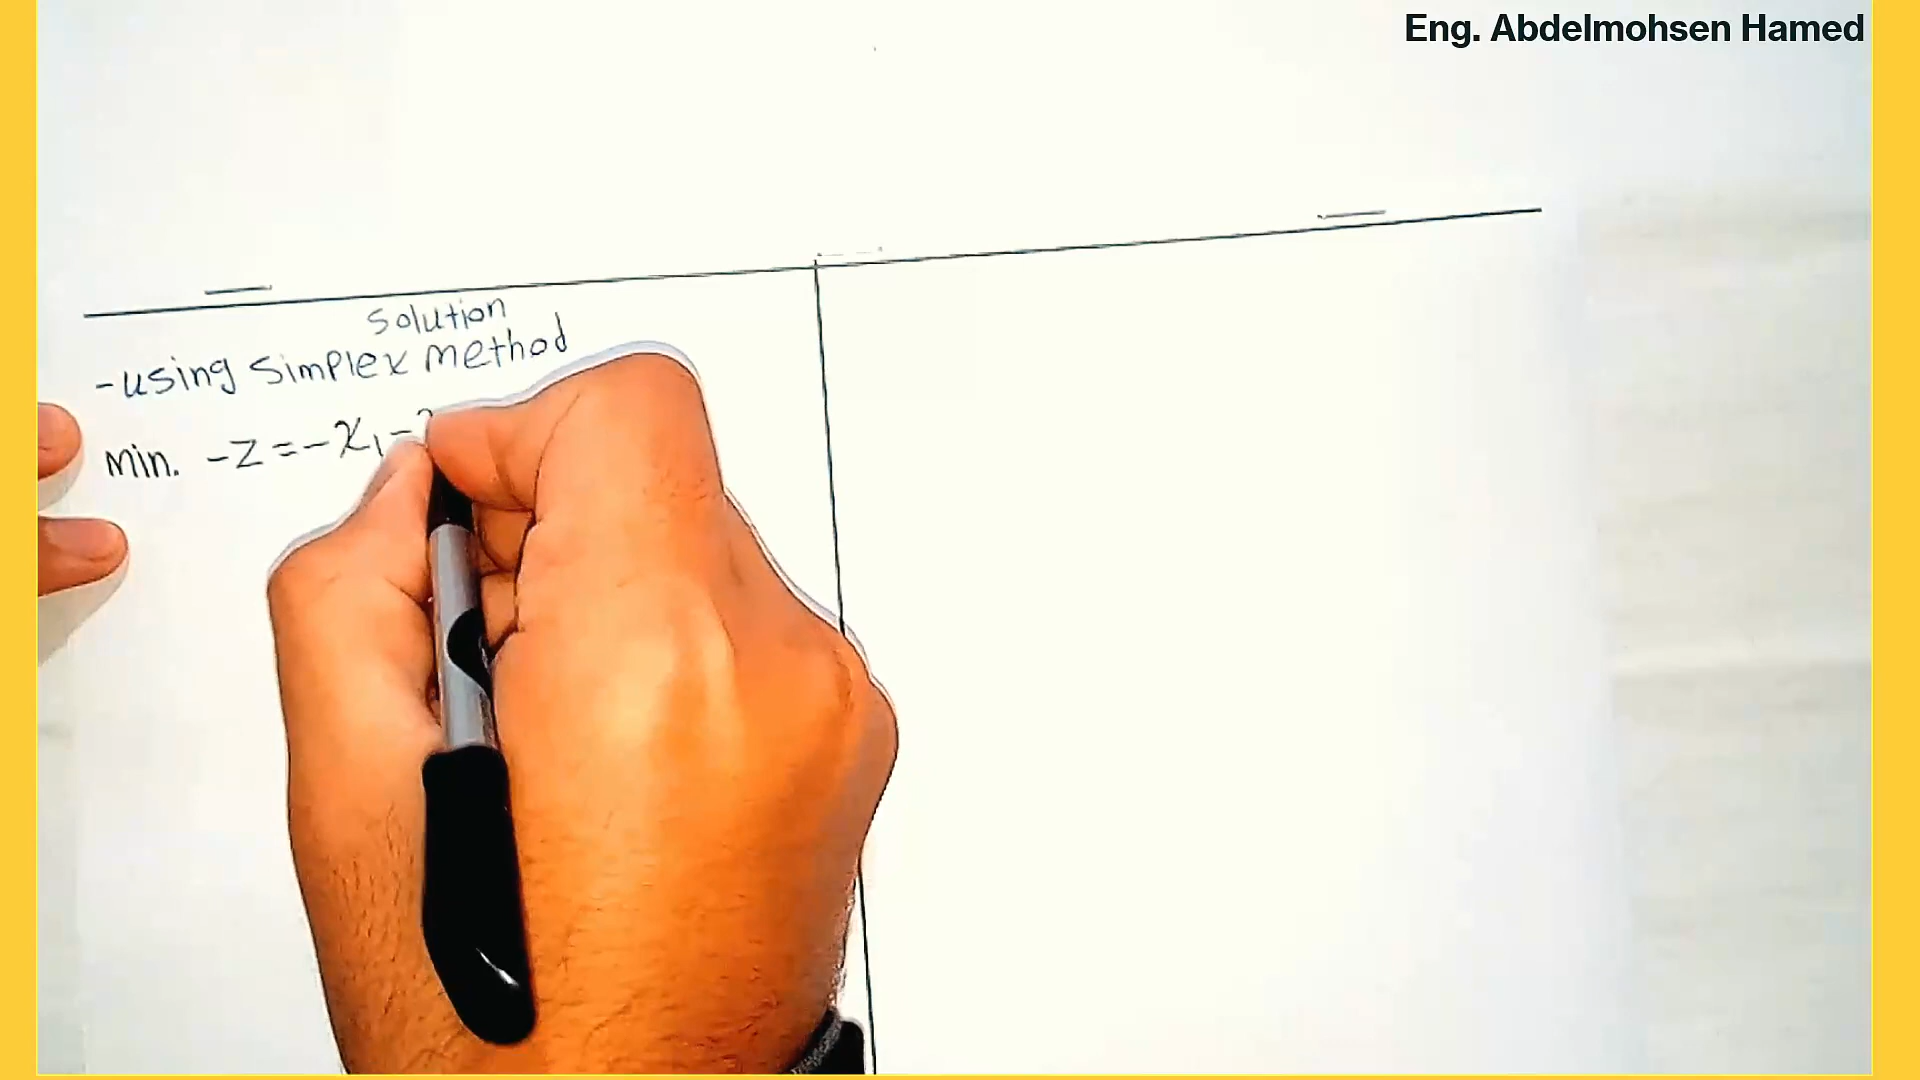 Eng. Abdelmohsen Hamed
Solution
- using Simplex method
min. -Z = -X₁ -